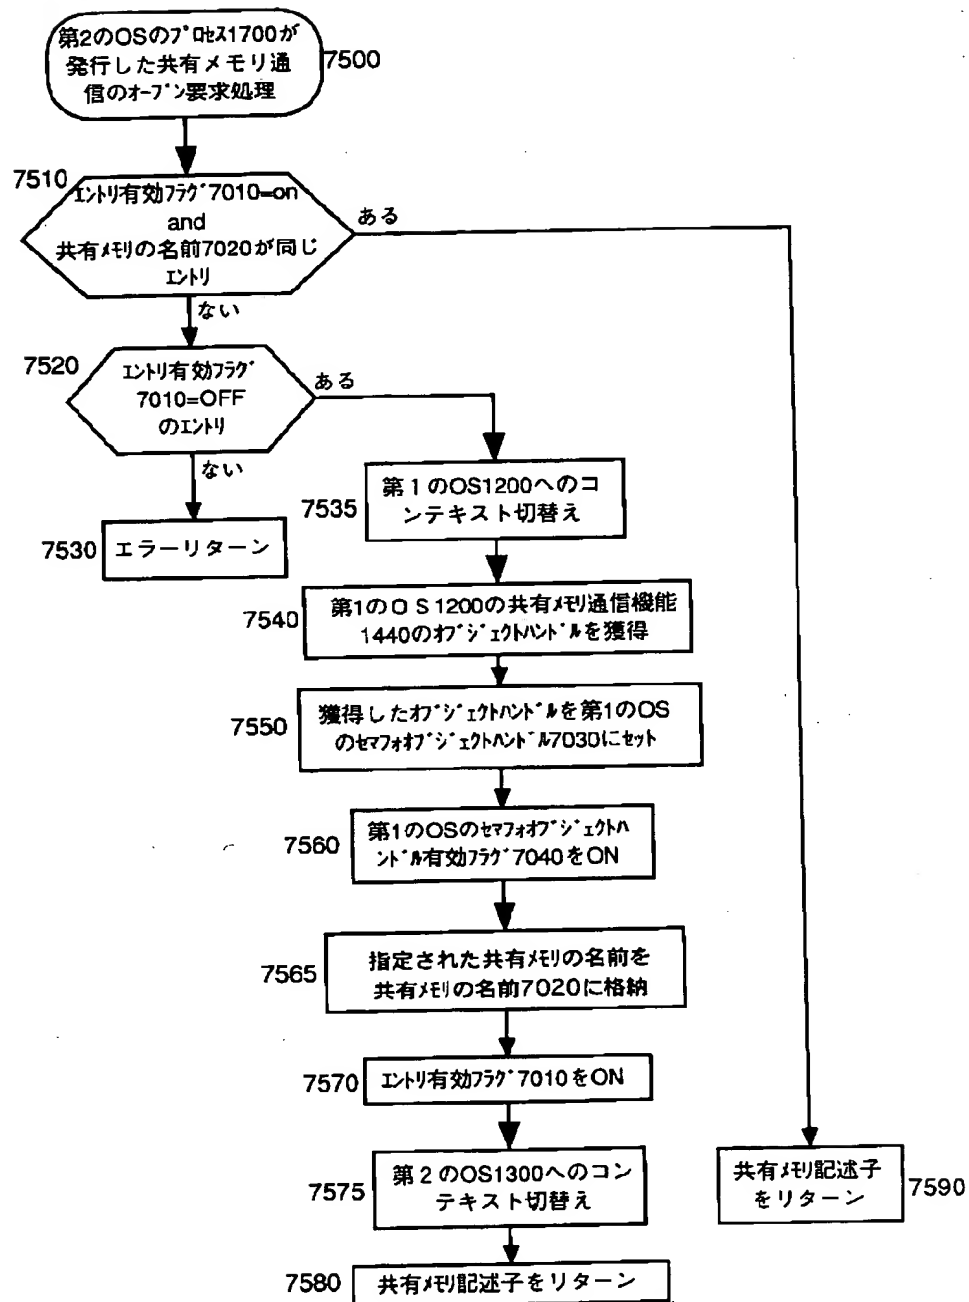 第2のOSのﾌﾟﾛｾｽ1700が
発行した共有メモリ通
信のｵｰﾌﾟﾝ要求処理
7500
7510
ｴﾝﾄﾘ有効ﾌﾗｸﾞ7010=on
and
共有ﾒﾓﾘの名前7020が同じ
ｴﾝﾄﾘ
ある
ない
7520
ｴﾝﾄﾘ有効ﾌﾗｸﾞ
7010=OFF
のｴﾝﾄﾘ
ある
ない
7530
エラーリターン
7535
第1のOS1200へのコ
ンテキスト切替え
7540
第1のOS1200の共有ﾒﾓﾘ通信機能
1440のｵﾌﾞｼﾞｪｸﾄﾊﾝﾄﾞﾙを獲得
7550
獲得したｵﾌﾞｼﾞｪｸﾄﾊﾝﾄﾞﾙを第1のOS
のｾﾏﾌｫｵﾌﾞｼﾞｪｸﾄﾊﾝﾄﾞﾙ7030にセット
7560
第1のOSのｾﾏﾌｫｵﾌﾞｼﾞｪｸﾄﾊ
ﾝﾄﾞﾙ有効ﾌﾗｸﾞ7040をON
7565
指定された共有ﾒﾓﾘの名前を
共有ﾒﾓﾘの名前7020に格納
7570
ｴﾝﾄﾘ有効ﾌﾗｸﾞ7010をON
7575
第2のOS1300へのコン
テキスト切替え
7580
共有ﾒﾓﾘ記述子をリターン
共有ﾒﾓﾘ記述子
をリターン
7590